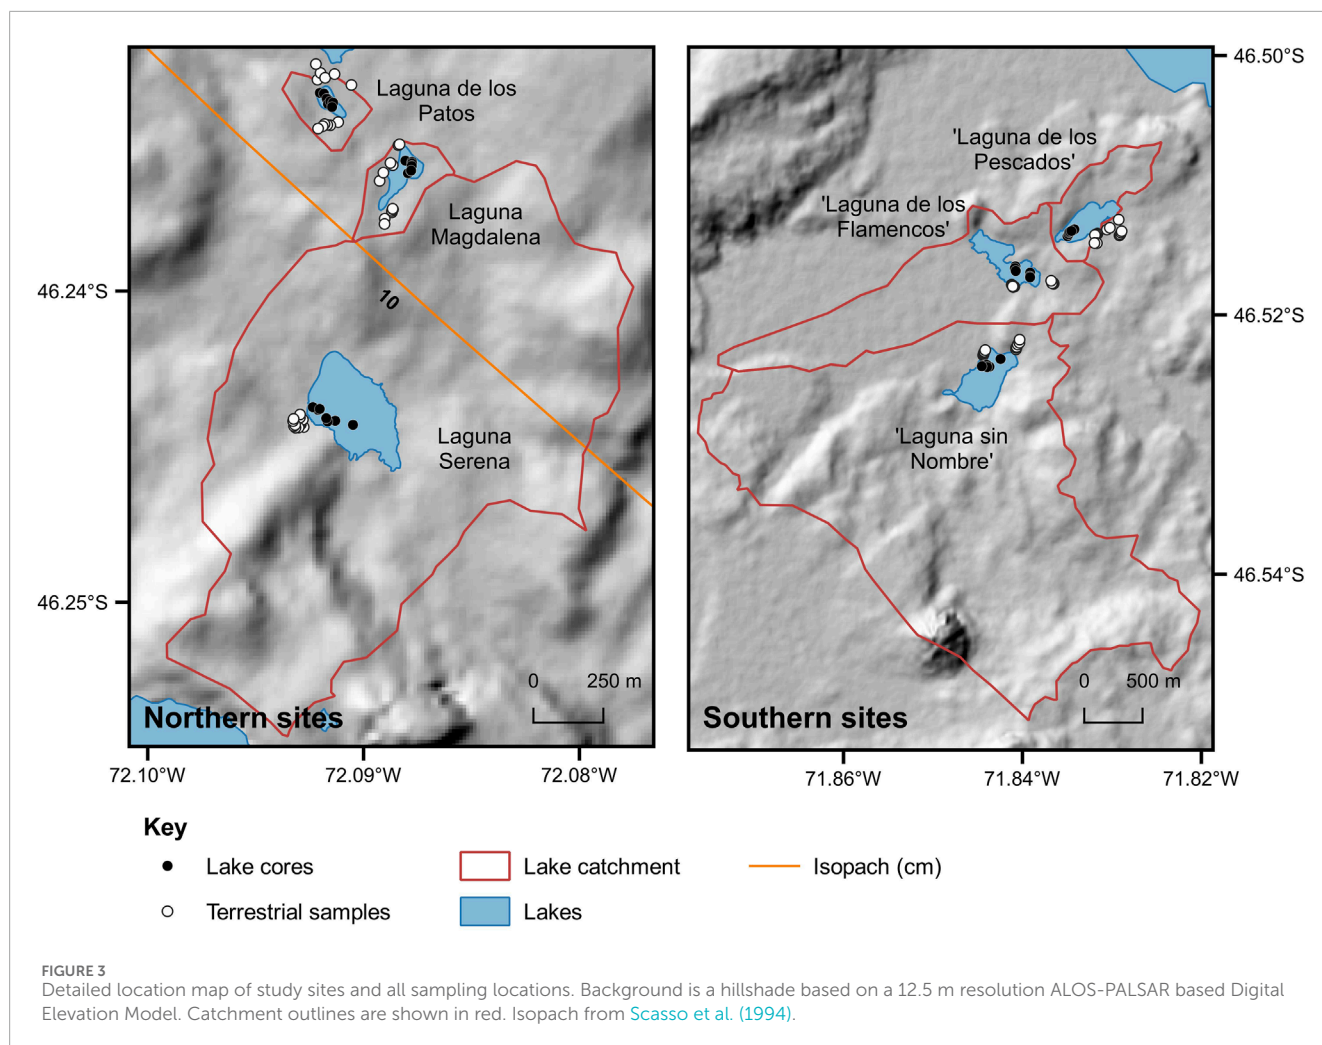 Laguna de los
Patos
Laguna
Magdalena
10
Laguna
Serena
46.24°S
46.25°S
0 250 m
Northern sites
72.10°W 72.09°W 72.08°W
'Laguna de los
Pescados'
'Laguna de los
Flamencos'
'Laguna sin
Nombre'
46.50°S
46.52°S
46.54°S
0 500 m
Southern sites
71.86°W 71.84°W 71.82°W
Key
Lake cores
Lake catchment
Isopach (cm)
Terrestrial samples
Lakes
FIGURE 3
Detailed location map of study sites and all sampling locations. Background is a hillshade based on a 12.5 m resolution ALOS-PALSAR based Digital
Elevation Model. Catchment outlines are shown in red. Isopach from Scasso et al. (1994).